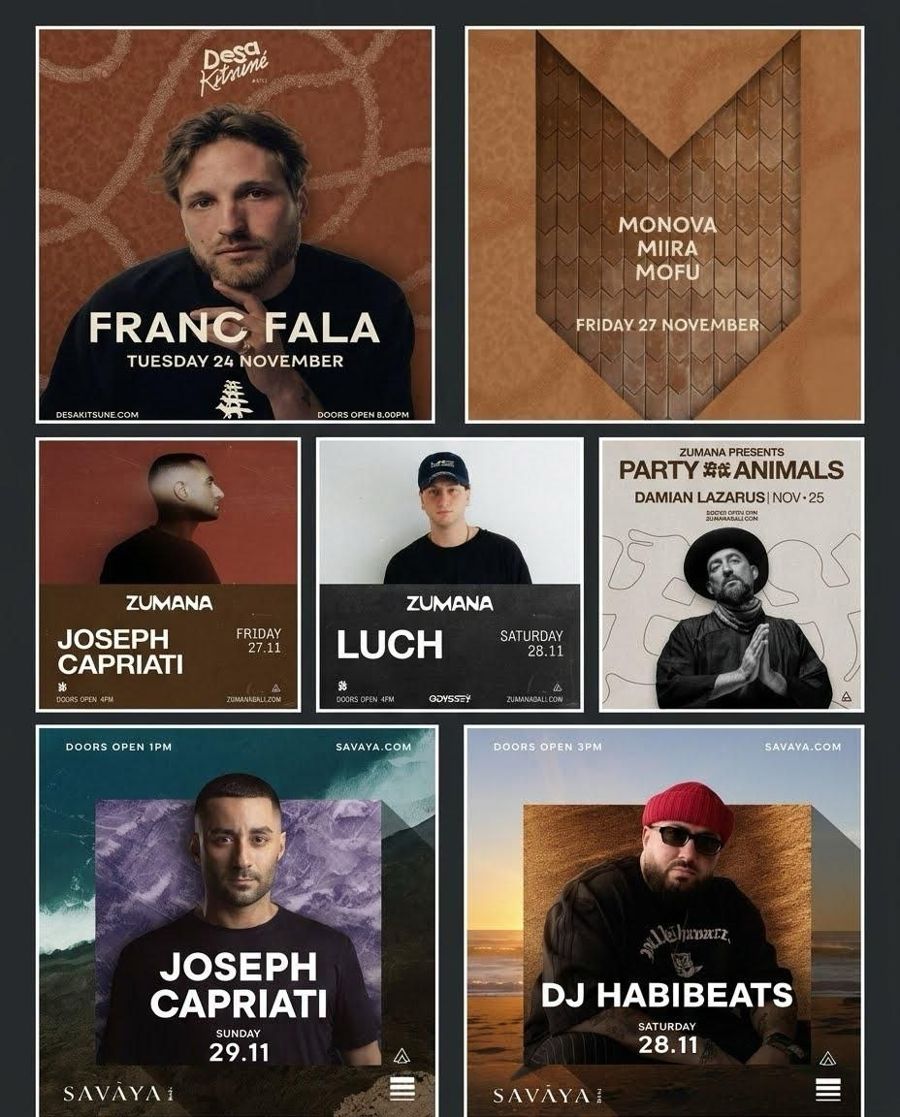 Desa
Kitsuné
FRANC FALA
TUESDAY 24 NOVEMBER
DESAKITSUNE.COM
DOORS OPEN 8.00PM
MONOVA
MIIRA
MOFU
FRIDAY 27 NOVEMBER
ZUMANA
JOSEPH
CAPRIATI
FRIDAY
27.11
DOORS OPEN 4PM
ZUMANABALI.COM
ZUMANA
LUCH
SATURDAY
28.11
DOORS OPEN 4PM
ODYSSEY
ZUMANABALI.COM
ZUMANA PRESENTS
PARTY ANIMALS
DAMIAN LAZARUS | NOV • 25
ZUMANABALI.COM
DOORS OPEN 1PM
SAVAYA.COM
JOSEPH
CAPRIATI
SUNDAY
29.11
SAVĀYA
DOORS OPEN 3PM
SAVAYA.COM
DJ HABIBEATS
SATURDAY
28.11
SAVĀYA